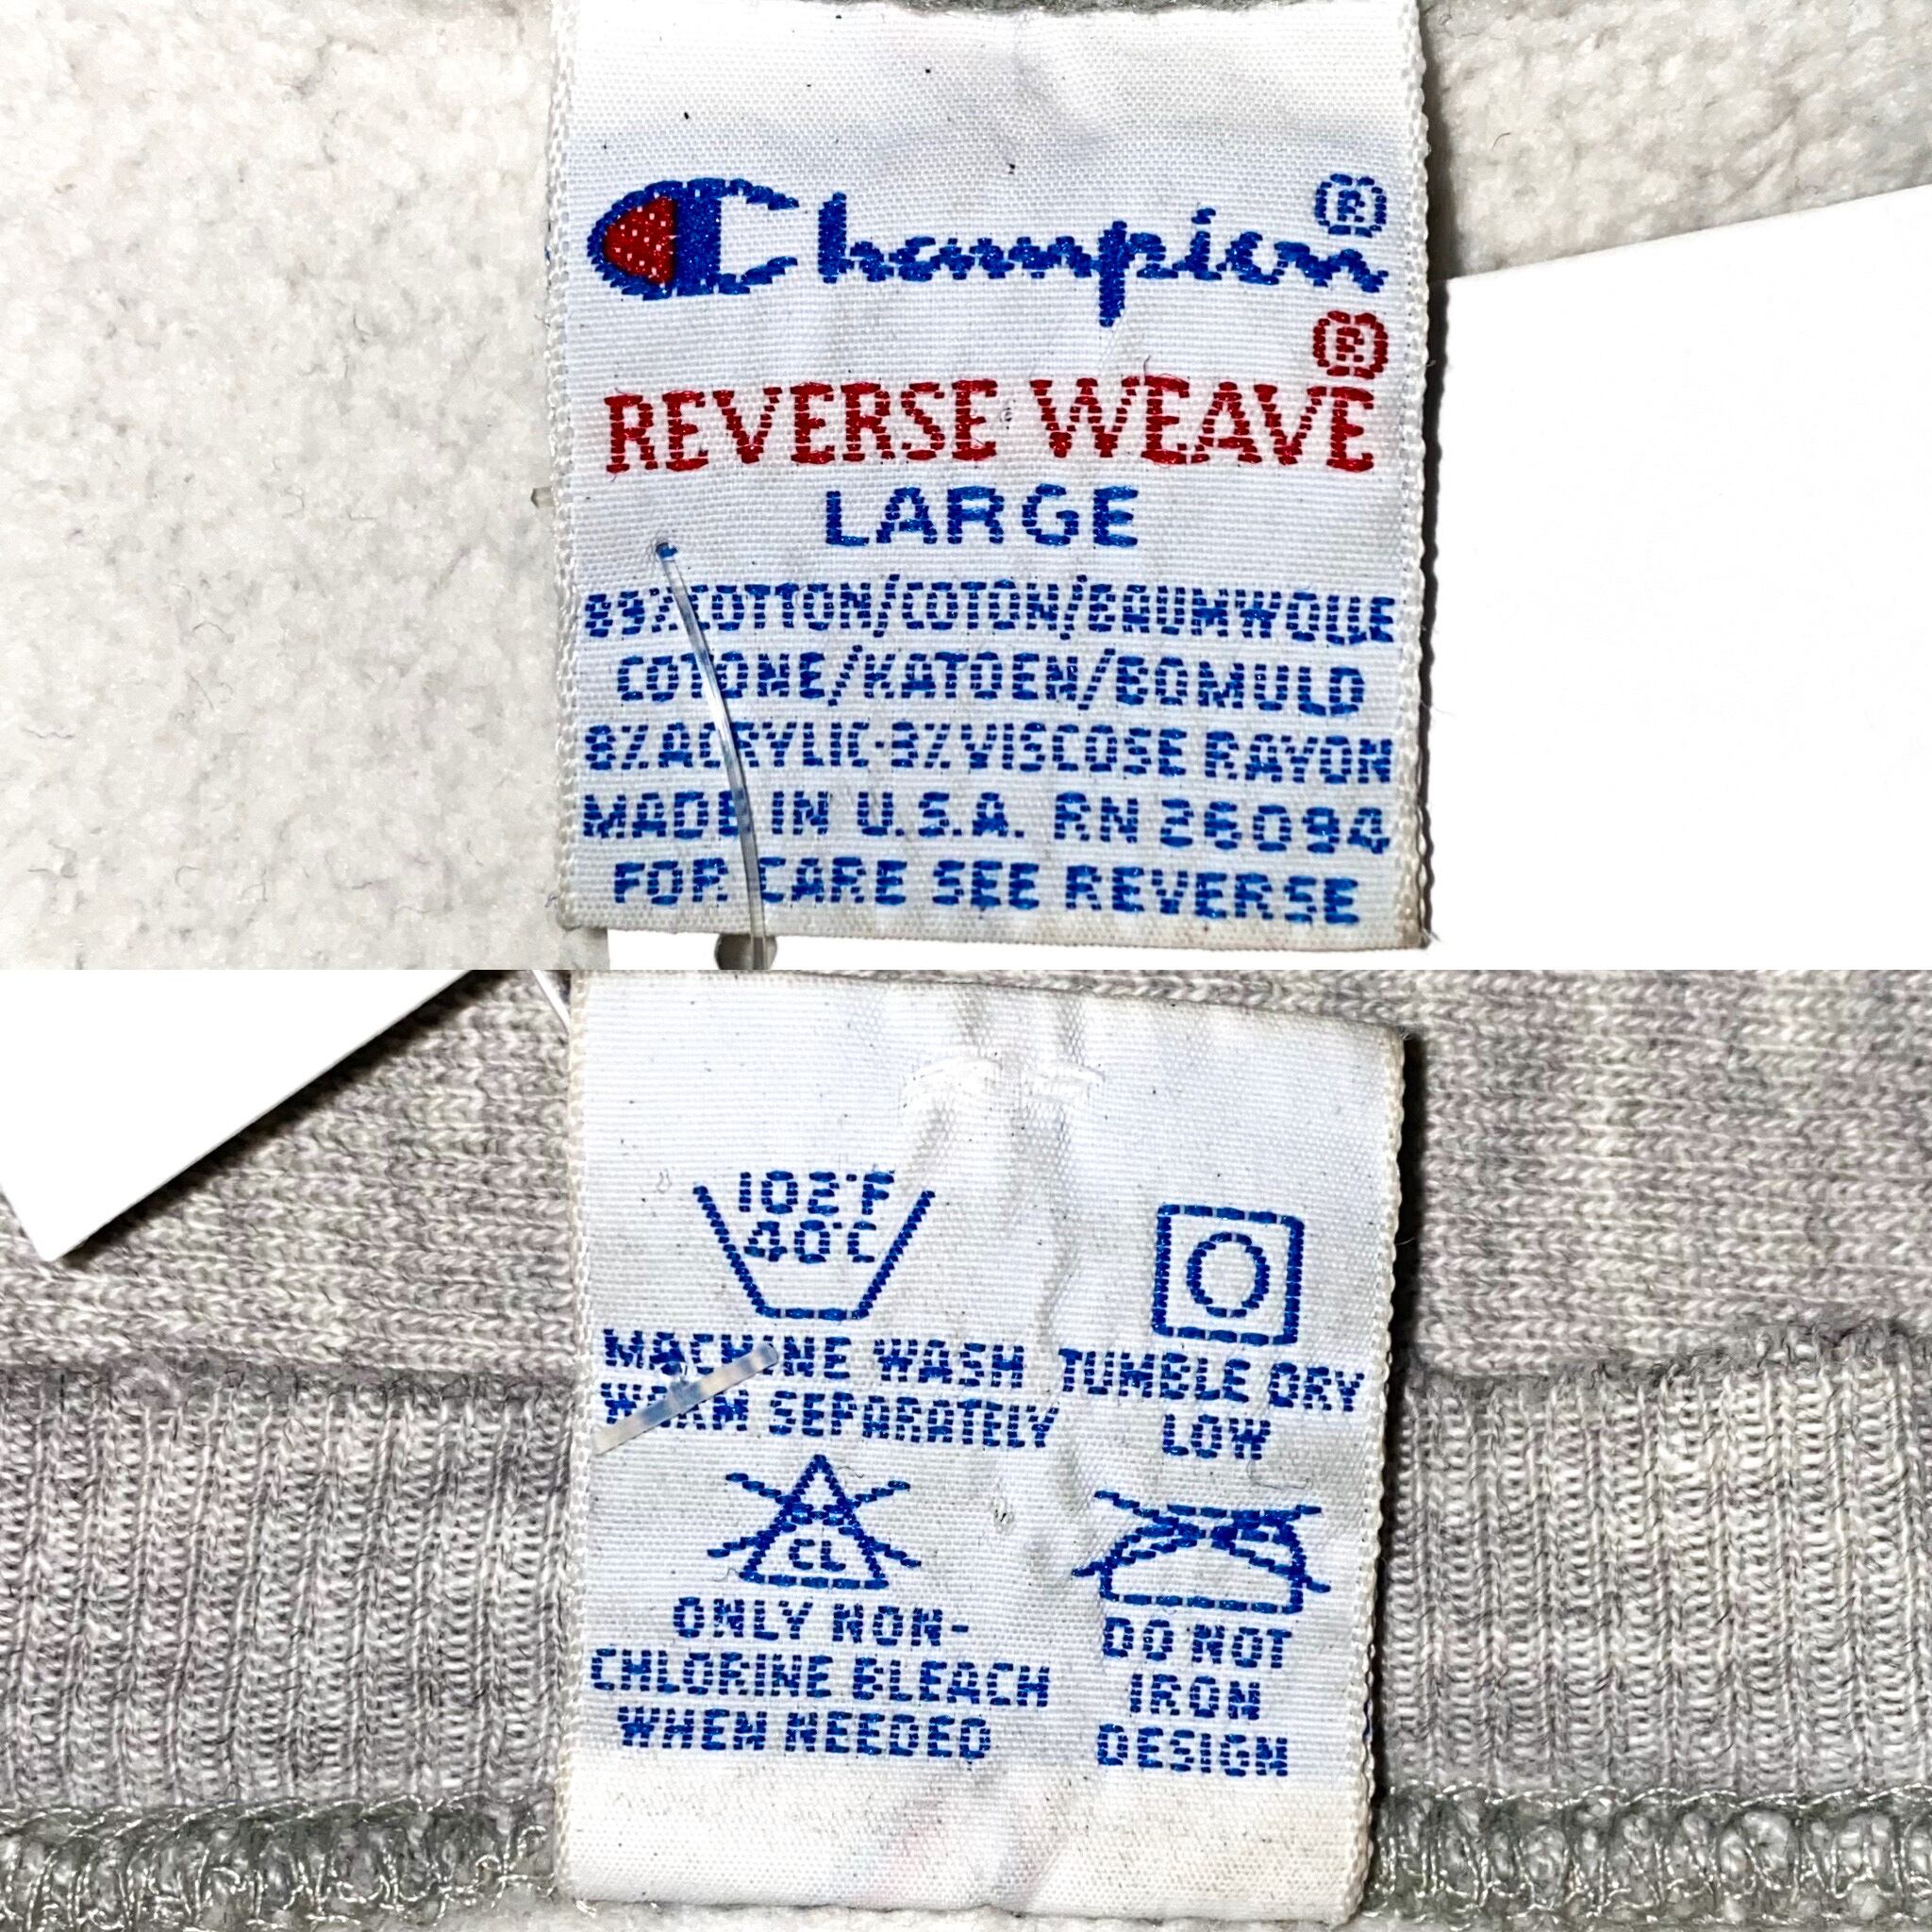 Champion®
®
REVERSE WEAVE
LARGE
89% COTTON/COTON/BAUMWOLLE
COTONE/KATOEN/BOMULD
8% ACRYLIC-3% VISCOSE RAYON
MADE IN U.S.A. RN 26094
FOR CARE SEE REVERSE
102°F
40°C
MACHINE WASH
WARM SEPARATELY
TUMBLE DRY
LOW
CL
ONLY NON-
CHLORINE BLEACH
WHEN NEEDED
DO NOT
IRON
DESIGN